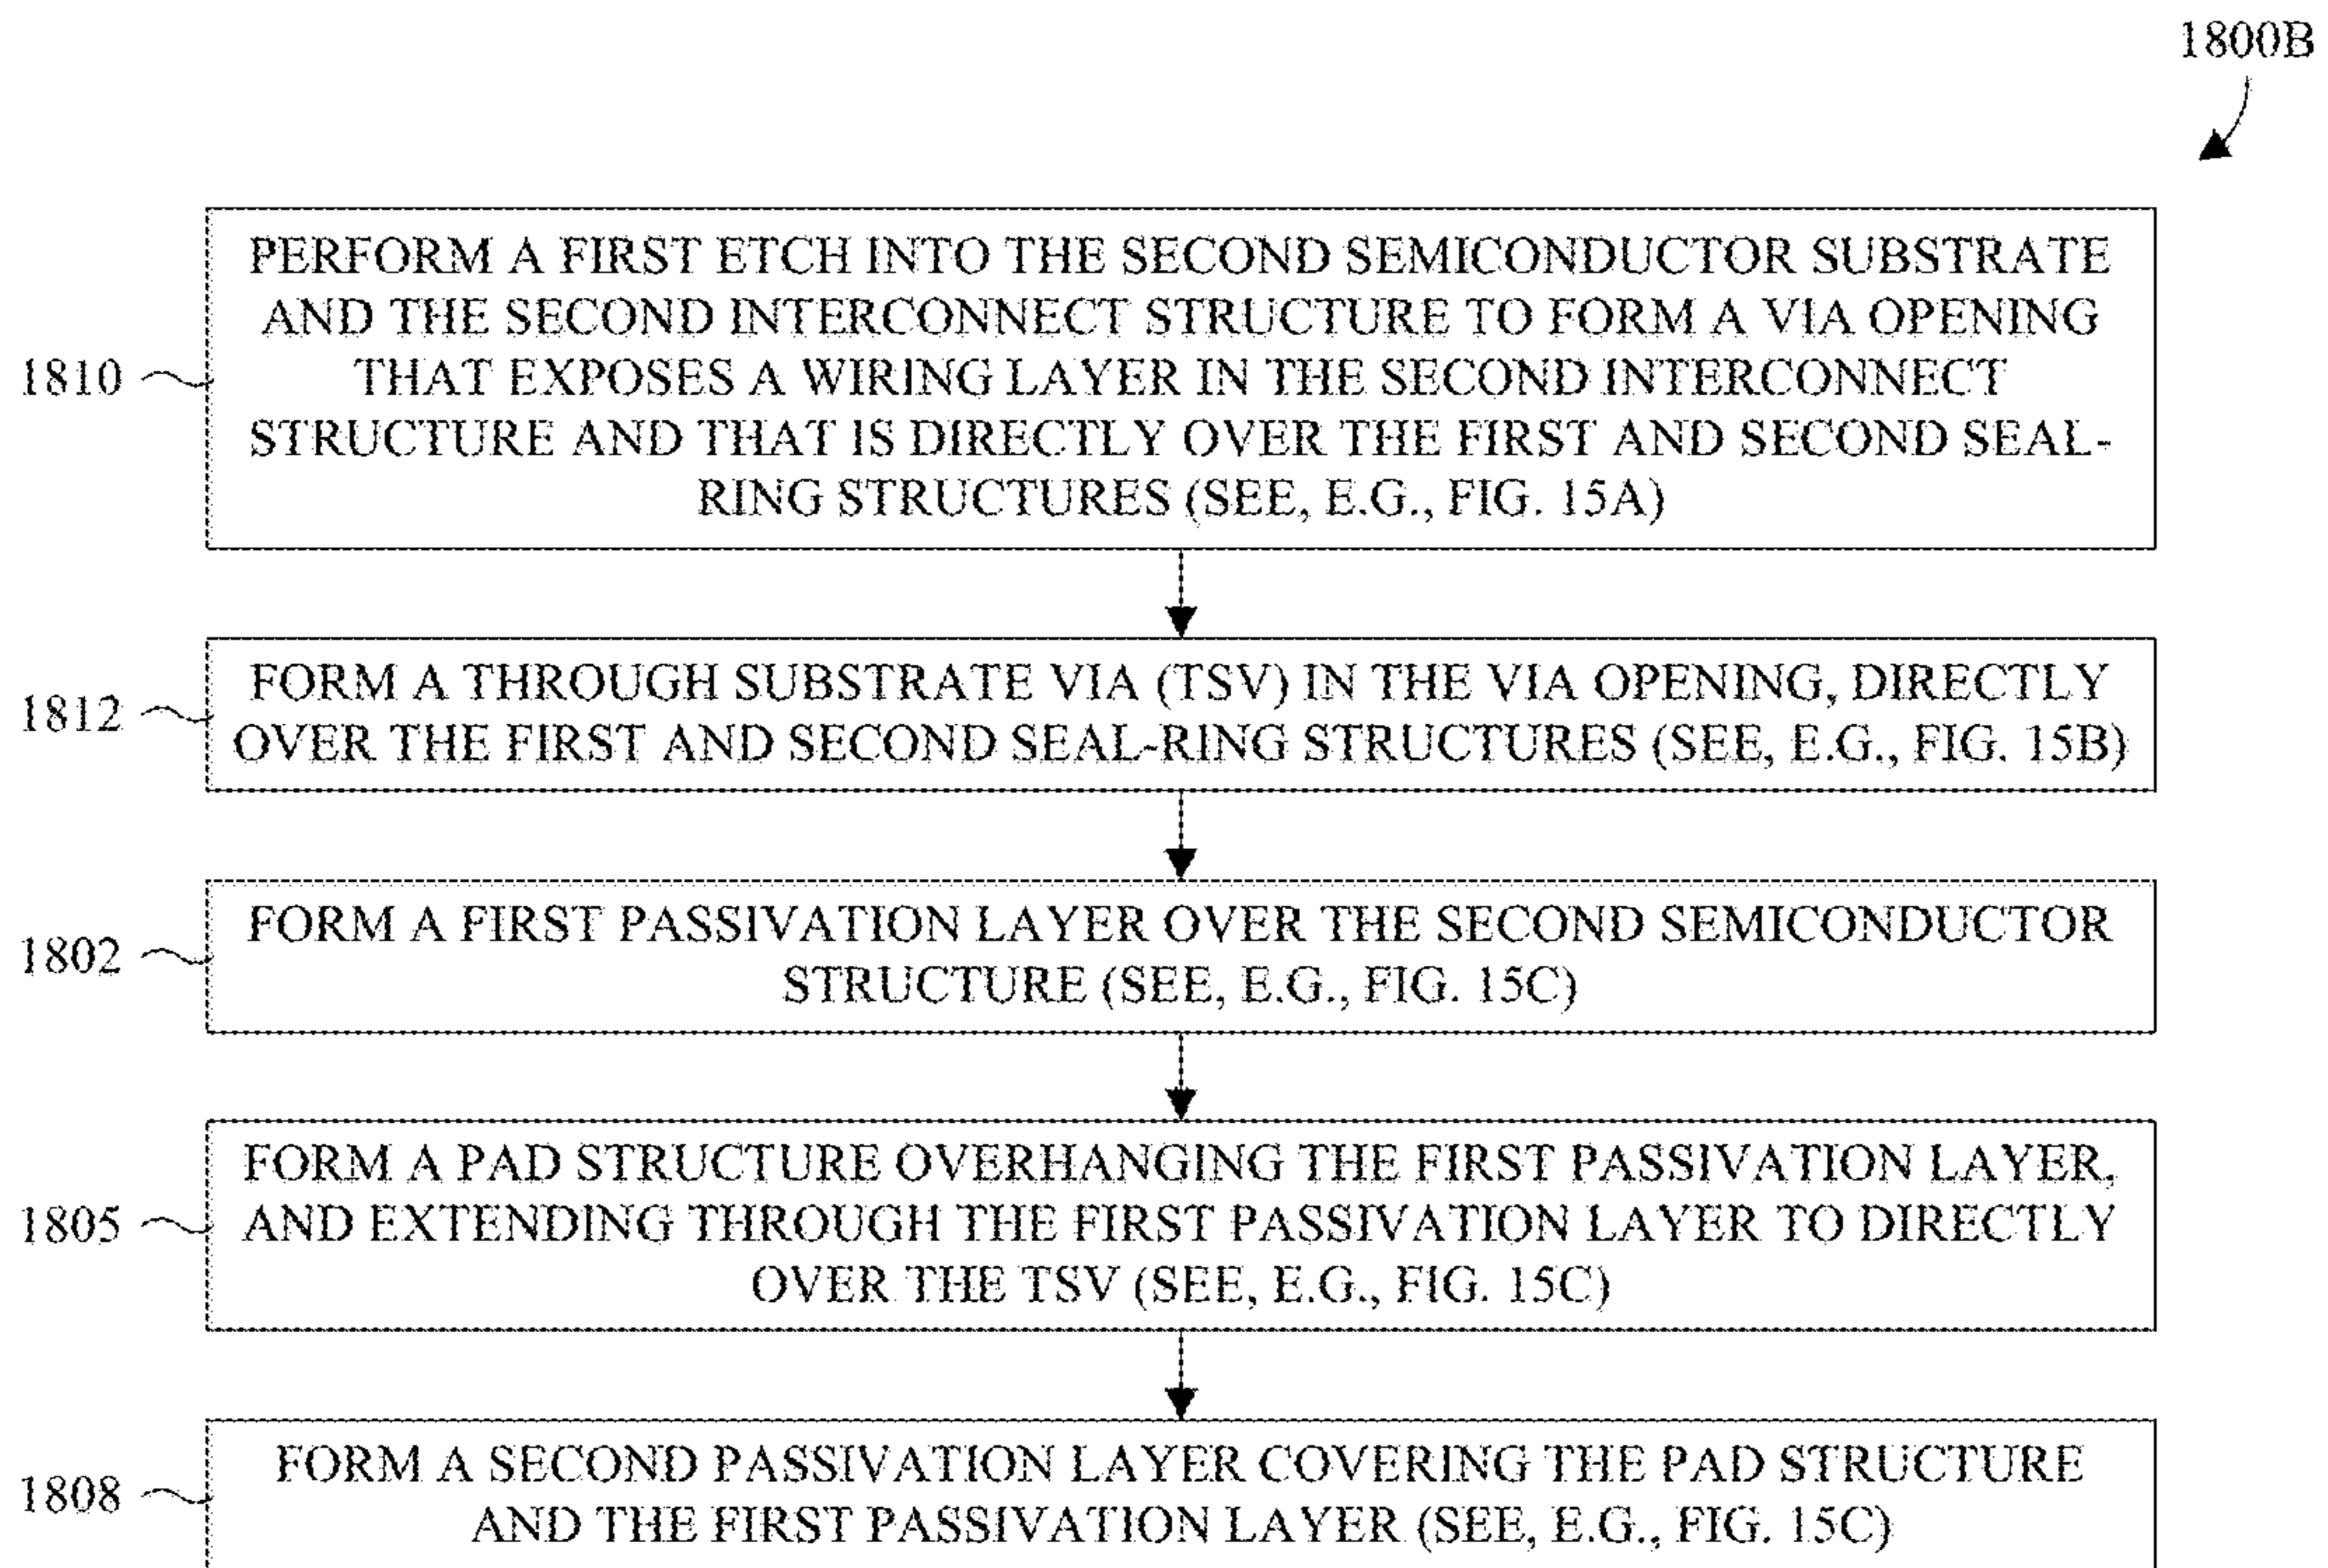 1800B
PERFORM A FIRST ETCH INTO THE SECOND SEMICONDUCTOR SUBSTRATE
AND THE SECOND INTERCONNECT STRUCTURE TO FORM A VIA OPENING
1810 THAT EXPOSES A WIRING LAYER IN THE SECOND INTERCONNECT
STRUCTURE AND THAT IS DIRECTLY OVER THE FIRST AND SECOND SEAL-
RING STRUCTURES (SEE, E.G., FIG. 15A)
1812
FORM A THROUGH SUBSTRATE VIA (TSV) IN THE VIA OPENING, DIRECTLY
OVER THE FIRST AND SECOND SEAL-RING STRUCTURES (SEE, E.G., FIG. 15B)
1802
FORM A FIRST PASSIVATION LAYER OVER THE SECOND SEMICONDUCTOR
STRUCTURE (SEE, E.G., FIG. 15C)
FORM A PAD STRUCTURE OVERHANGING THE FIRST PASSIVATION LAYER,
1805 AND EXTENDING THROUGH THE FIRST PASSIVATION LAYER TO DIRECTLY
OVER THE TSV (SEE, E.G., FIG. 15C)
1808
FORM A SECOND PASSIVATION LAYER COVERING THE PAD STRUCTURE
AND THE FIRST PASSIVATION LAYER (SEE, E.G., FIG. 15C)